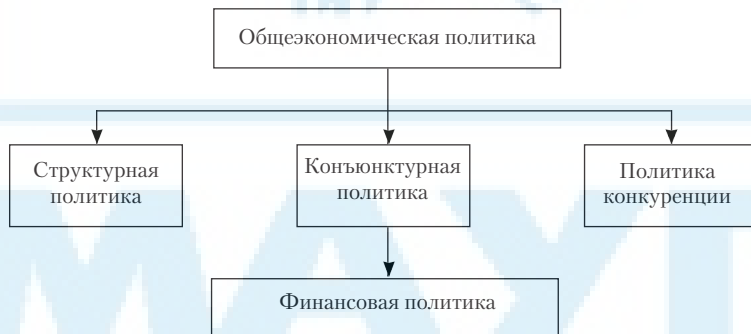 Общеэкономическая политика
Структурная
политика
Конъюнктурная
политика
Политика
конкуренции
Финансовая политика